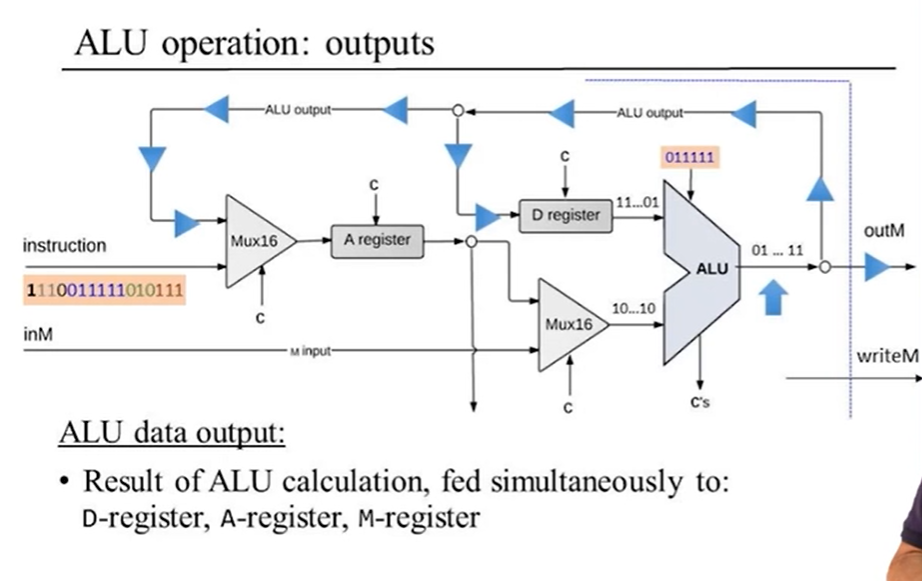 ALU operation: outputs
ALU output
ALU output
c
011111
c
D register
11...01
instruction
Mux16
A register
ALU
01 ... 11
outM
1110011111010111
c
inM
Mux16
10...10
M input
writeM
c
c's
ALU data output:
• Result of ALU calculation, fed simultaneously to:
D-register, A-register, M-register